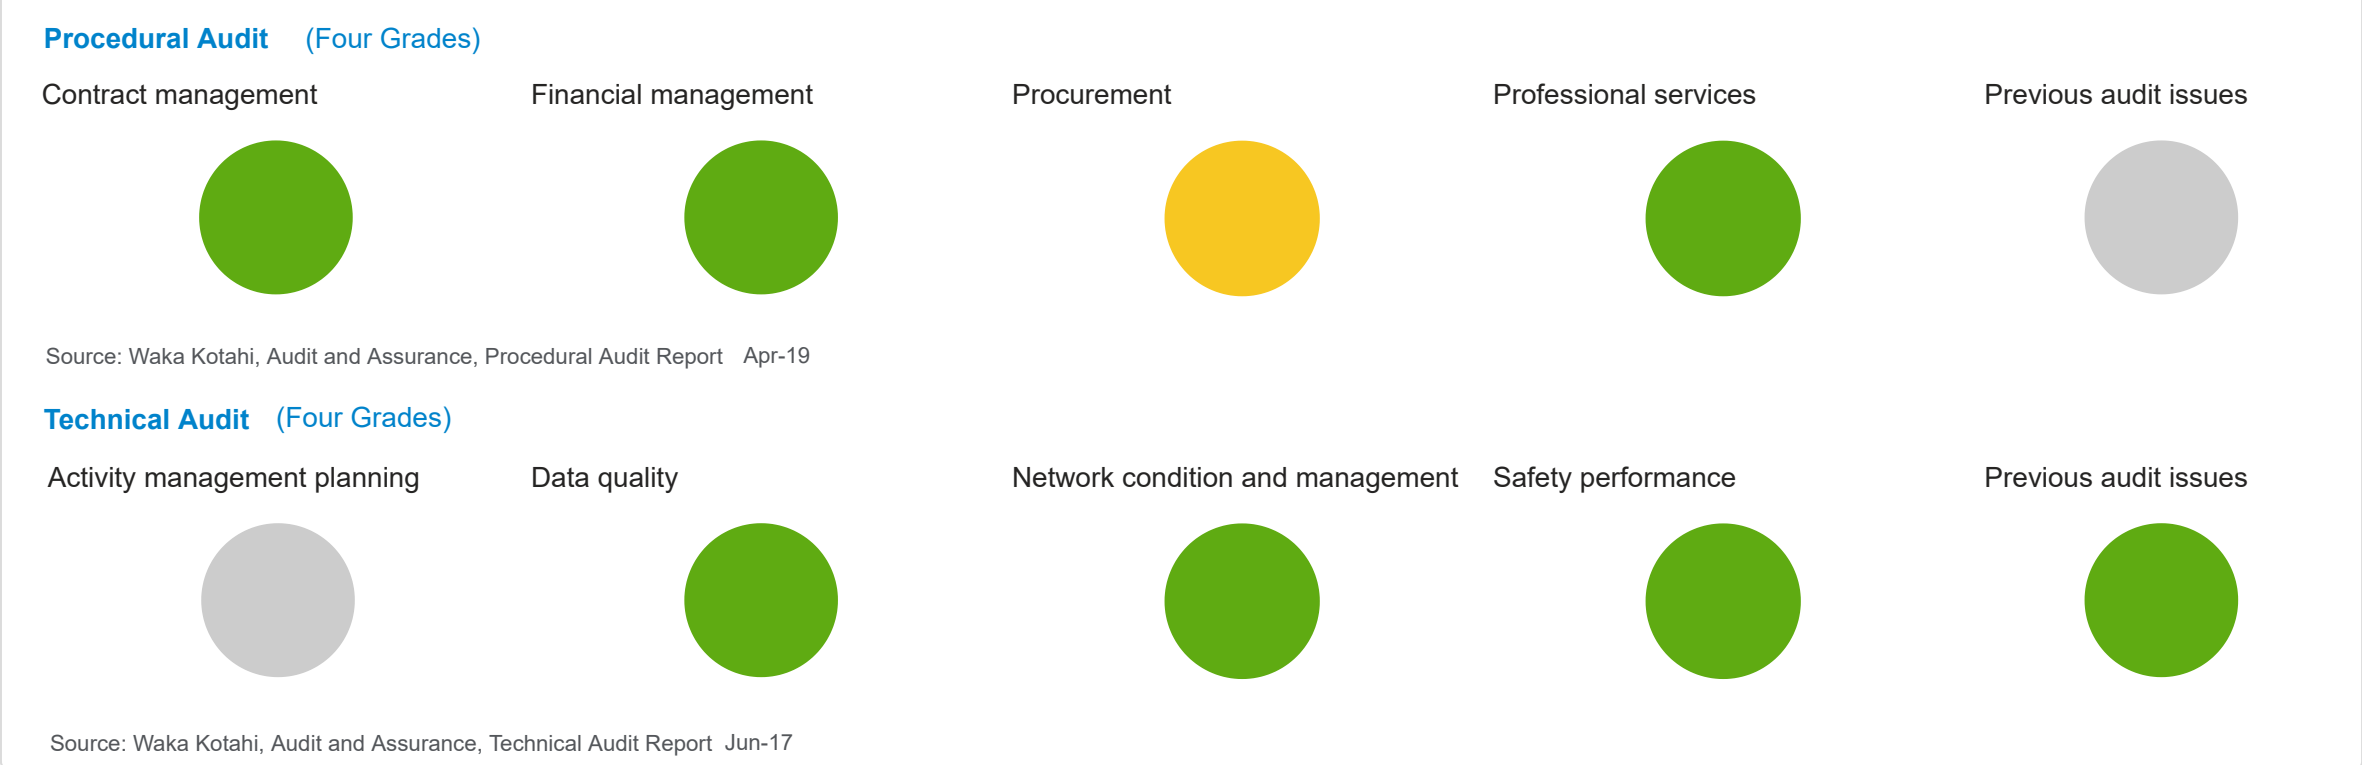 Procedural Audit (Four Grades)
Contract management
Financial management
Procurement
Professional services
Previous audit issues
Source: Waka Kotahi, Audit and Assurance, Procedural Audit Report Apr-19
Technical Audit (Four Grades)
Activity management planning
Data quality
Network condition and management
Safety performance
Previous audit issues
Source: Waka Kotahi, Audit and Assurance, Technical Audit Report Jun-17